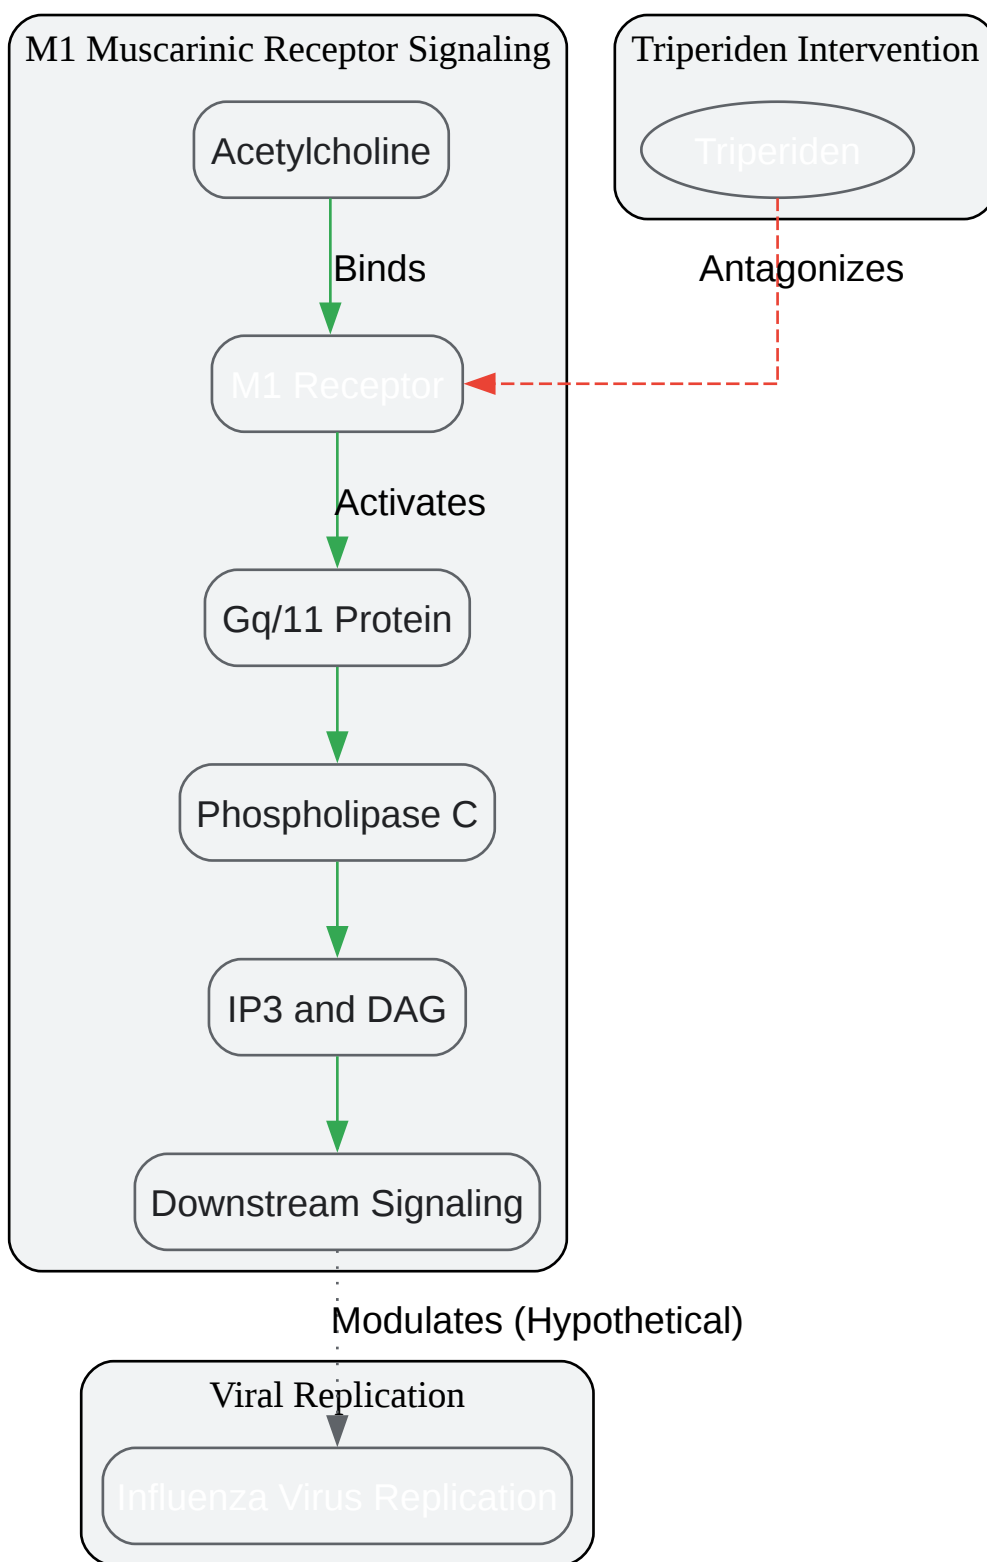 M1 Muscarinic Receptor Signaling
Triperiden Intervention
Acetylcholine
Triperiden
Binds
Antagonizes
M1 Receptor
Activates
Gq/11 Protein
Phospholipase C
IP3 and DAG
Downstream Signaling
Modulates (Hypothetical)
Viral Replication
Influenza Virus Replication